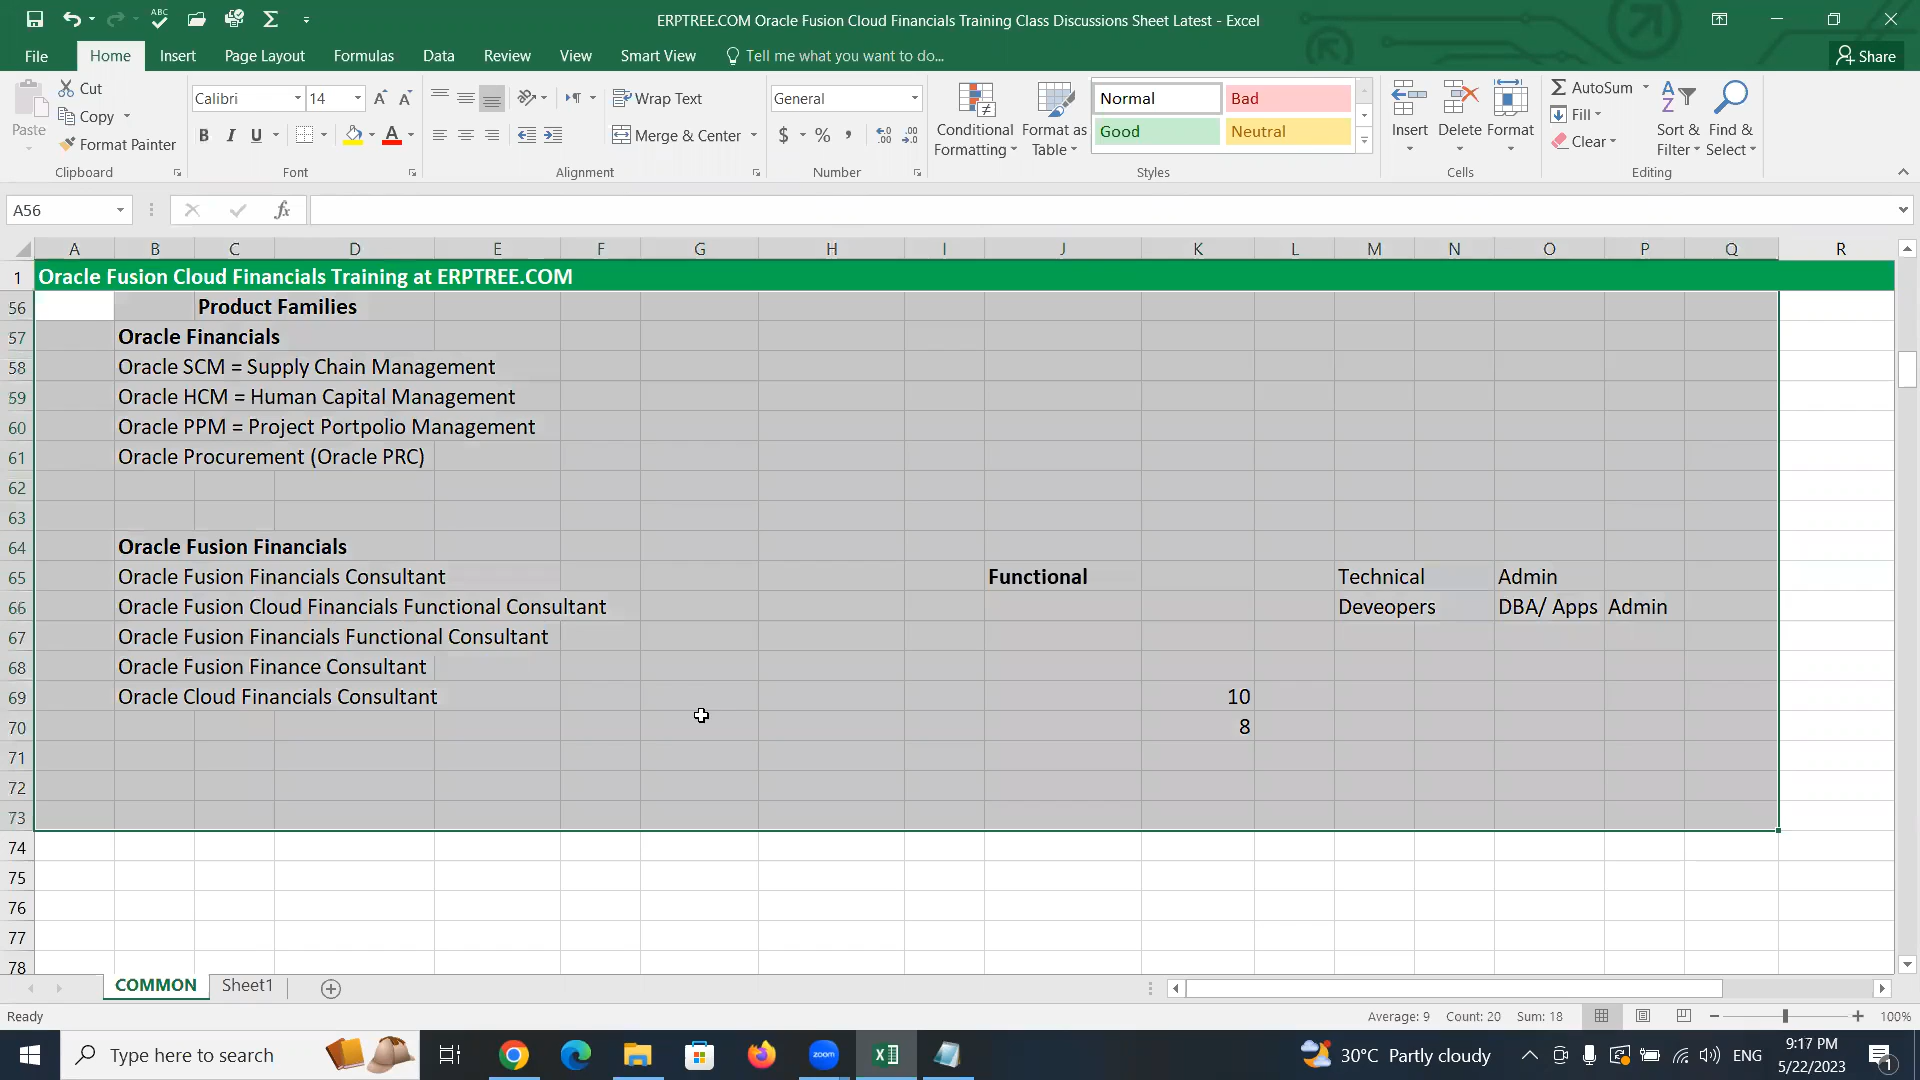 ERPTREE.COM Oracle Fusion Cloud Financials Training Class Discussions Sheet Latest - Excel
File Home Insert Page Layout Formulas Data Review View Smart View Tell me what you want to do... Share
Paste Cut Copy Format Painter Clipboard
Calibri 14 B I U A Font
Wrap Text Merge & Center Alignment
General $ % Number
Conditional Formatting Format as Table
Normal Bad Good Neutral Styles
Insert Delete Format Cells
AutoSum Fill Clear Sort & Filter Find & Select Editing
A56 fx
A B C D E F G H I J K L M N O P Q R
1 Oracle Fusion Cloud Financials Training at ERPTREE.COM
56 Product Families
57 Oracle Financials
58 Oracle SCM = Supply Chain Management
59 Oracle HCM = Human Capital Management
60 Oracle PPM = Project Portpolio Management
61 Oracle Procurement (Oracle PRC)
62
63
64 Oracle Fusion Financials
65 Oracle Fusion Financials Consultant Functional Technical Admin
66 Oracle Fusion Cloud Financials Functional Consultant Deveopers DBA/ Apps Admin
67 Oracle Fusion Financials Functional Consultant
68 Oracle Fusion Finance Consultant
69 Oracle Cloud Financials Consultant 10
70 8
71
72
73
74
75
76
77
78
COMMON Sheet1
Ready Average: 9 Count: 20 Sum: 18 100%
Type here to search zoom 30°C Partly cloudy ENG 9:17 PM
5/22/2023 1